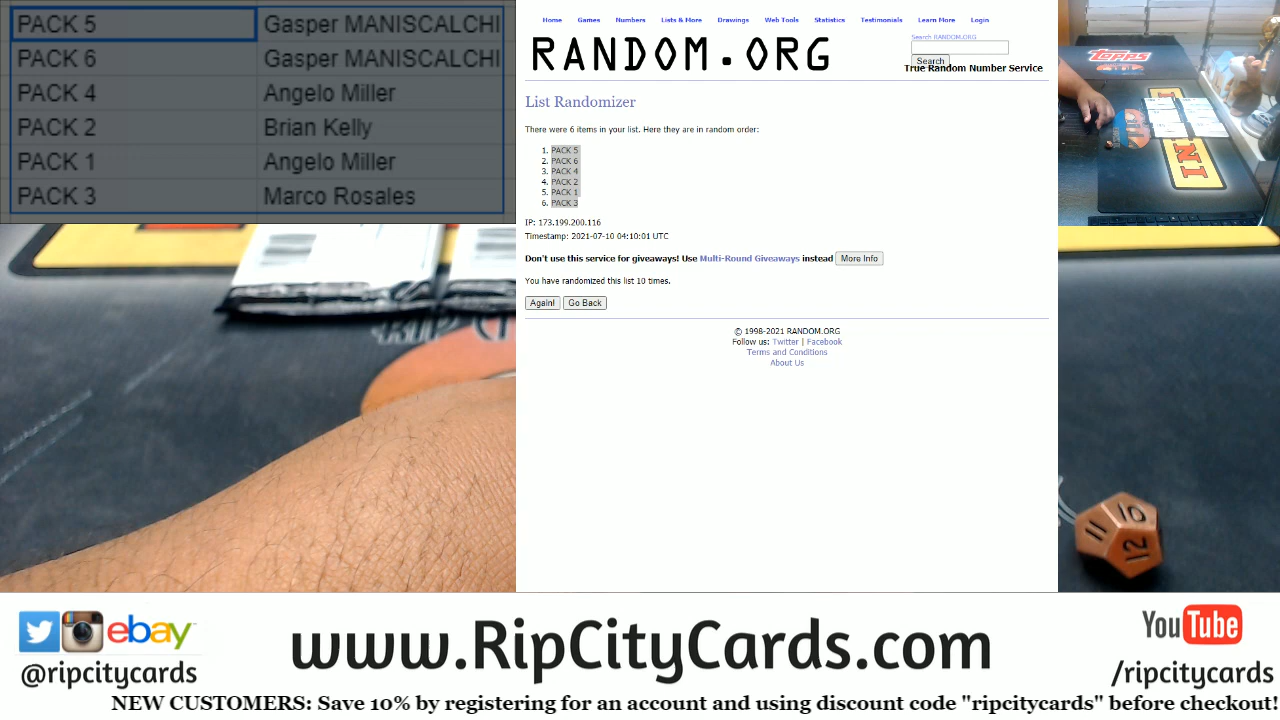 PACK 5 Gasper MANISCALCHI
PACK 6 Gasper
PACK 4 Angelo Miller
PACK 2 Brian
PACK 1 Angelo Miller
PACK 3 Marco Rosales
Home Games Numbers Lists & More Drawings Web Tools Statistics Testimonials Learn More Login
RANDOM.ORG
Search RANDOM.ORG
Search
True Random Number Service
List Randomizer
There were 6 items in your list. Here they are in random order:
1. PACK 5
2. PACK 6
3. PACK 4
4. PACK 2
5. PACK 1
6. PACK 3
IP: 173.199.200.116
Timestamp: 2021-07-10 04:10:01 UTC
Don't use this service for giveaways! Use Multi-Round Giveaways instead More Info
You have randomized this list 10 times.
Again! Go Back
© 1998-2021 RANDOM.ORG
Follow us: Twitter | Facebook
Terms and Conditions
About Us
Topps
10
11
12
ebay
@ripcitycards
www.RipCityCards.com
YouTube
/ripcitycards
NEW CUSTOMERS: Save 10% by registering for an account and using discount code "ripcitycards" before checkout!